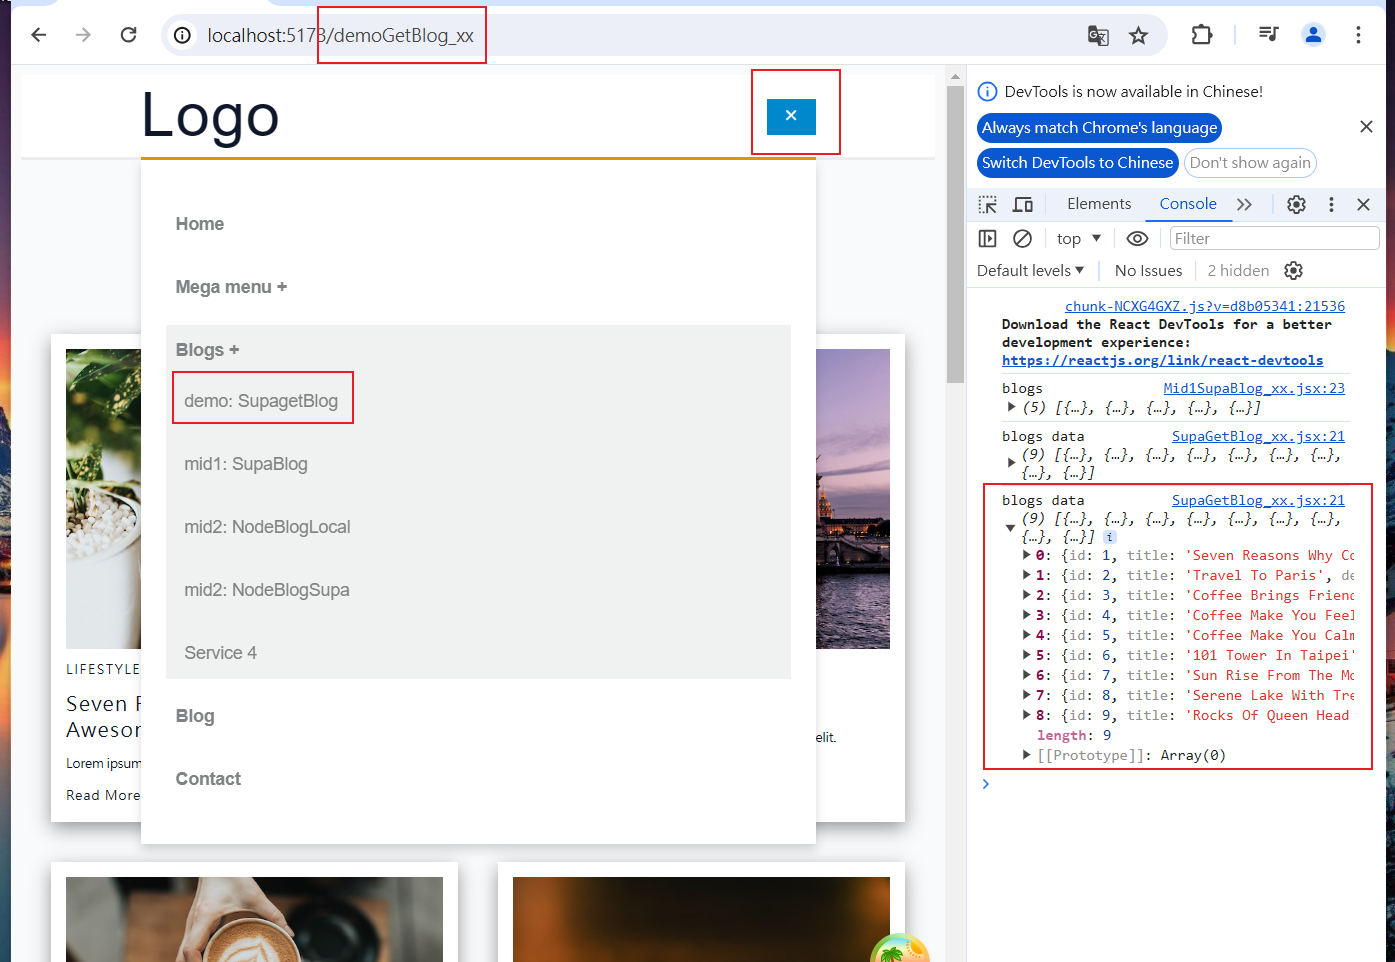 localhost:5173/demoGetBlog_xx
Logo
×
Home
Mega menu +
Blogs +
demo: SupagetBlog
mid1: SupaBlog
mid2: NodeBlogLocal
mid2: NodeBlogSupa
Service 4
Blog
Contact
LIFESTYLE
Seven
Awesor
Lorem ipsum
Read More
elit.
DevTools is now available in Chinese!
Always match Chrome's language
Switch DevTools to Chinese
Don't show again
Elements
Console
top
Filter
Default levels
No Issues
2 hidden
chunk-NCXG4GXZ.js?v=d8b05341:21536
Download the React DevTools for a better
development experience:
https://reactjs.org/link/react-devtools
blogs Mid1SupaBlog_xx.jsx:23
(5) [{…}, {…}, {…}, {…}, {…}]
blogs data SupaGetBlog_xx.jsx:21
(9) [{…}, {…}, {…}, {…}, {…}, {…}, {…},
{…}, {…}]
blogs data SupaGetBlog_xx.jsx:21
(9) [{…}, {…}, {…}, {…}, {…}, {…}, {…},
{…}, {…}] i
0: {id: 1, title: 'Seven Reasons Why Co
1: {id: 2, title: 'Travel To Paris', de
2: {id: 3, title: 'Coffee Brings Friend
3: {id: 4, title: 'Coffee Make You Feel
4: {id: 5, title: 'Coffee Make You Calm
5: {id: 6, title: '101 Tower In Taipei'
6: {id: 7, title: 'Sun Rise From The Mo
7: {id: 8, title: 'Serene Lake With Tre
8: {id: 9, title: 'Rocks Of Queen Head
length: 9
[[Prototype]]: Array(0)